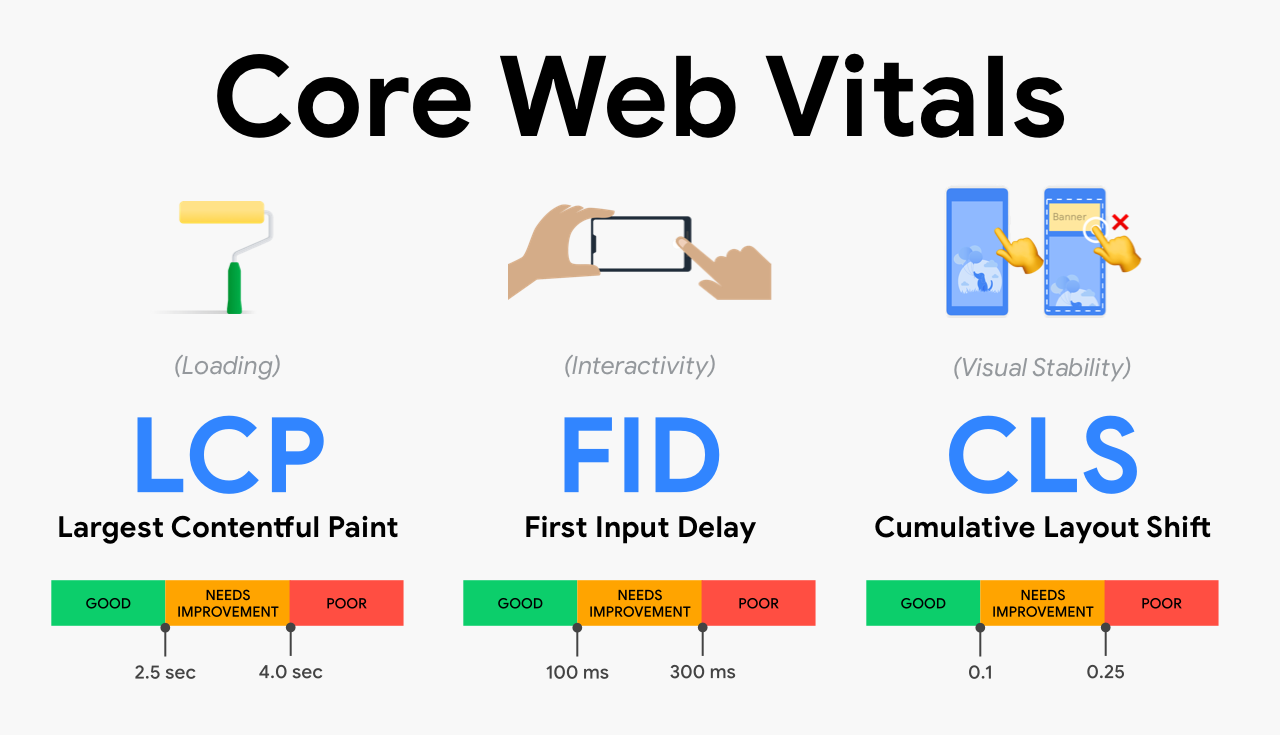 Core Web Vitals
Banner
(Loading)
(Interactivity)
(Visual Stability)
LCP
FID
CLS
Largest Contentful Paint
First Input Delay
Cumulative Layout Shift
GOOD
NEEDS
IMPROVEMENT
POOR
2.5 sec
4.0 sec
GOOD
NEEDS
IMPROVEMENT
POOR
100 ms
300 ms
GOOD
NEEDS
IMPROVEMENT
POOR
0.1
0.25